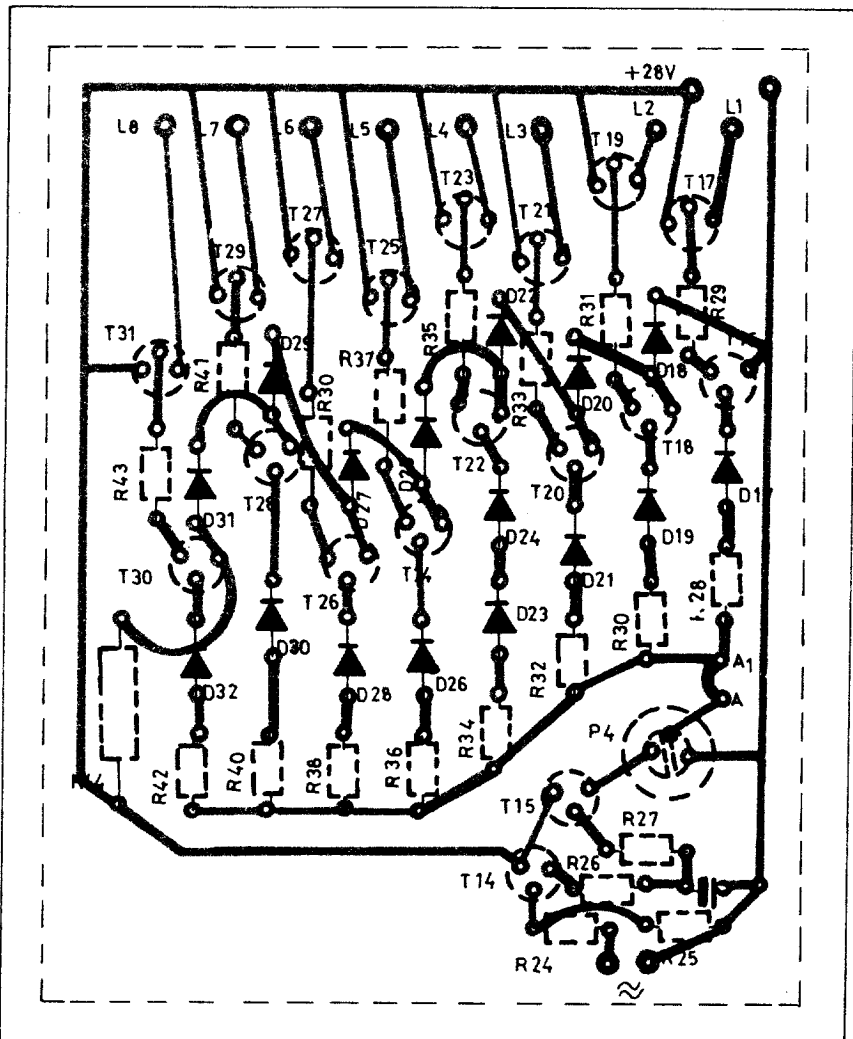 +28V
L8 L7 L6 L5 L4 L3 L2 L1
T19
T23 T17
T27 T21
T29 T25
D22 R31 R29
T31 D29 R35
R41 R37 D18
R30 R33 D20
T22 T18
R43 T28 T20 D17
D31 D27
D24 D19
T30 T26 D21 R28
D23 R30
D30 R32 A1
D32 D28 D26 A
R34 P4
R42 R40 R38 R36
T15 R27
T14 R26
R24 R25
≈